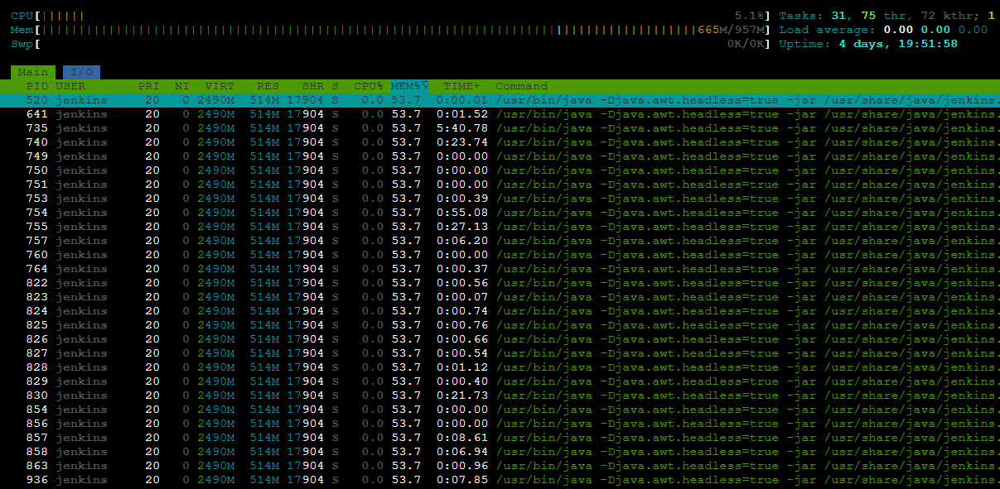 CPU[|||||| 5.1%] Tasks: 31, 75 thr, 72 kthr; 1
Mem[||||||||||||||||||||||||||||||||||||||||||||||||||||||||||||||||||||||||||||||||||||||||665M/957M] Load average: 0.00 0.00 0.00
Swp[ 0K/0K] Uptime: 4 days, 19:51:58
Main I/O
PID USER PRI NI VIRT RES SHR S CPU% MEM%▽ TIME+ Command
520 jenkins 20 0 2490M 514M 17904 S 0.0 53.7 0:00.01 /usr/bin/java -Djava.awt.headless=true -jar /usr/share/java/jenkins.
641 jenkins 20 0 2490M 514M 17904 S 0.0 53.7 0:01.52 /usr/bin/java -Djava.awt.headless=true -jar /usr/share/java/jenkins.
735 jenkins 20 0 2490M 514M 17904 S 0.0 53.7 5:40.78 /usr/bin/java -Djava.awt.headless=true -jar /usr/share/java/jenkins.
740 jenkins 20 0 2490M 514M 17904 S 0.0 53.7 0:23.74 /usr/bin/java -Djava.awt.headless=true -jar /usr/share/java/jenkins.
749 jenkins 20 0 2490M 514M 17904 S 0.0 53.7 0:00.00 /usr/bin/java -Djava.awt.headless=true -jar /usr/share/java/jenkins.
750 jenkins 20 0 2490M 514M 17904 S 0.0 53.7 0:00.00 /usr/bin/java -Djava.awt.headless=true -jar /usr/share/java/jenkins.
751 jenkins 20 0 2490M 514M 17904 S 0.0 53.7 0:00.00 /usr/bin/java -Djava.awt.headless=true -jar /usr/share/java/jenkins.
753 jenkins 20 0 2490M 514M 17904 S 0.0 53.7 0:00.39 /usr/bin/java -Djava.awt.headless=true -jar /usr/share/java/jenkins.
754 jenkins 20 0 2490M 514M 17904 S 0.0 53.7 0:55.08 /usr/bin/java -Djava.awt.headless=true -jar /usr/share/java/jenkins.
755 jenkins 20 0 2490M 514M 17904 S 0.0 53.7 0:27.13 /usr/bin/java -Djava.awt.headless=true -jar /usr/share/java/jenkins.
757 jenkins 20 0 2490M 514M 17904 S 0.0 53.7 0:06.20 /usr/bin/java -Djava.awt.headless=true -jar /usr/share/java/jenkins.
760 jenkins 20 0 2490M 514M 17904 S 0.0 53.7 0:00.00 /usr/bin/java -Djava.awt.headless=true -jar /usr/share/java/jenkins.
764 jenkins 20 0 2490M 514M 17904 S 0.0 53.7 0:00.37 /usr/bin/java -Djava.awt.headless=true -jar /usr/share/java/jenkins.
822 jenkins 20 0 2490M 514M 17904 S 0.0 53.7 0:00.56 /usr/bin/java -Djava.awt.headless=true -jar /usr/share/java/jenkins.
823 jenkins 20 0 2490M 514M 17904 S 0.0 53.7 0:00.07 /usr/bin/java -Djava.awt.headless=true -jar /usr/share/java/jenkins.
824 jenkins 20 0 2490M 514M 17904 S 0.0 53.7 0:00.74 /usr/bin/java -Djava.awt.headless=true -jar /usr/share/java/jenkins.
825 jenkins 20 0 2490M 514M 17904 S 0.0 53.7 0:00.76 /usr/bin/java -Djava.awt.headless=true -jar /usr/share/java/jenkins.
826 jenkins 20 0 2490M 514M 17904 S 0.0 53.7 0:00.66 /usr/bin/java -Djava.awt.headless=true -jar /usr/share/java/jenkins.
827 jenkins 20 0 2490M 514M 17904 S 0.0 53.7 0:00.54 /usr/bin/java -Djava.awt.headless=true -jar /usr/share/java/jenkins.
828 jenkins 20 0 2490M 514M 17904 S 0.0 53.7 0:01.12 /usr/bin/java -Djava.awt.headless=true -jar /usr/share/java/jenkins.
829 jenkins 20 0 2490M 514M 17904 S 0.0 53.7 0:00.40 /usr/bin/java -Djava.awt.headless=true -jar /usr/share/java/jenkins.
830 jenkins 20 0 2490M 514M 17904 S 0.0 53.7 0:21.73 /usr/bin/java -Djava.awt.headless=true -jar /usr/share/java/jenkins.
854 jenkins 20 0 2490M 514M 17904 S 0.0 53.7 0:00.00 /usr/bin/java -Djava.awt.headless=true -jar /usr/share/java/jenkins.
856 jenkins 20 0 2490M 514M 17904 S 0.0 53.7 0:00.00 /usr/bin/java -Djava.awt.headless=true -jar /usr/share/java/jenkins.
857 jenkins 20 0 2490M 514M 17904 S 0.0 53.7 0:08.61 /usr/bin/java -Djava.awt.headless=true -jar /usr/share/java/jenkins.
858 jenkins 20 0 2490M 514M 17904 S 0.0 53.7 0:06.94 /usr/bin/java -Djava.awt.headless=true -jar /usr/share/java/jenkins.
863 jenkins 20 0 2490M 514M 17904 S 0.0 53.7 0:00.96 /usr/bin/java -Djava.awt.headless=true -jar /usr/share/java/jenkins.
936 jenkins 20 0 2490M 514M 17904 S 0.0 53.7 0:07.85 /usr/bin/java -Djava.awt.headless=true -jar /usr/share/java/jenkins.